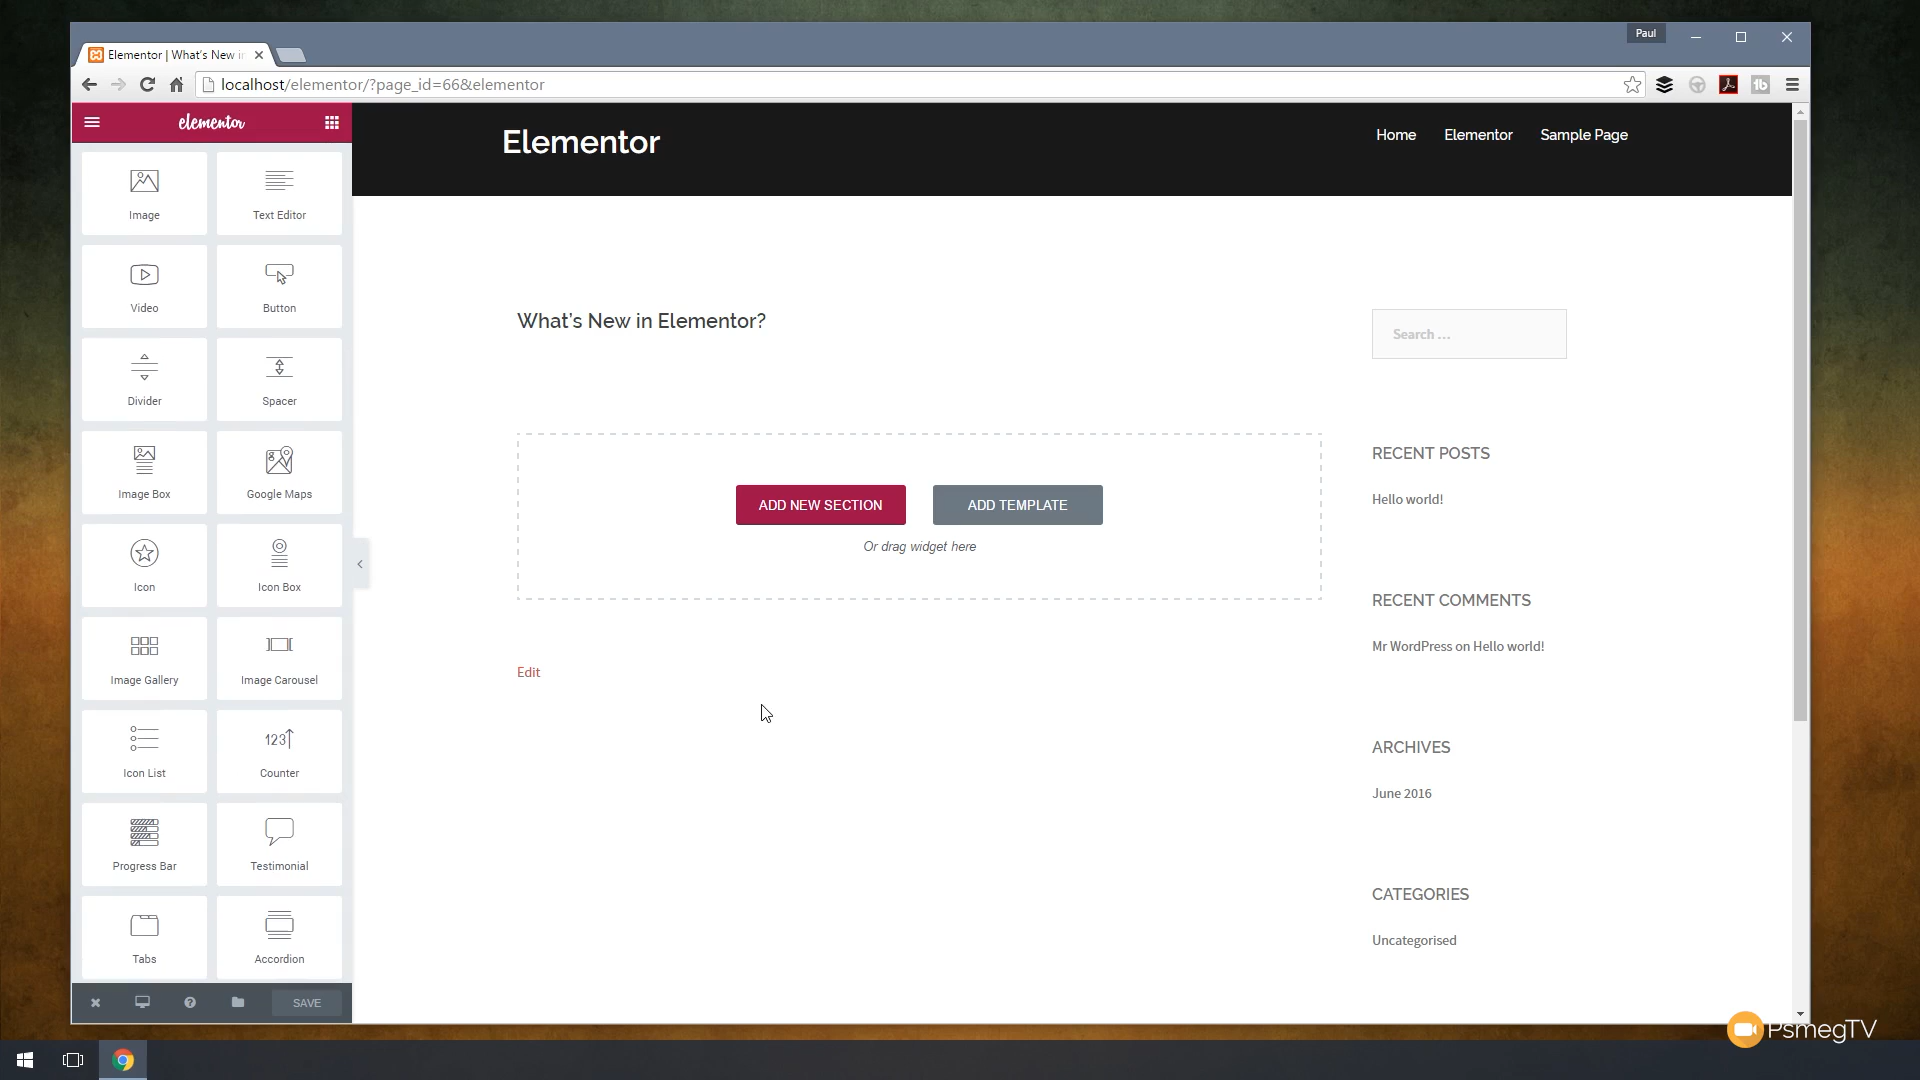 Paul
Elementor | What's New in
localhost/elementor/?page_id=66&elementor
elementor
Elementor
Home
Elementor
Sample Page
Image
Text Editor
Video
Button
Divider
Spacer
Image Box
Google Maps
Icon
Icon Box
Image Gallery
Image Carousel
Icon List
123
Counter
Progress Bar
Testimonial
Tabs
Accordion
SAVE
What's New in Elementor?
ADD NEW SECTION
ADD TEMPLATE
Or drag widget here
Edit
Search ...
RECENT POSTS
Hello world!
RECENT COMMENTS
Mr WordPress on Hello world!
ARCHIVES
June 2016
CATEGORIES
Uncategorised
PsmegTV